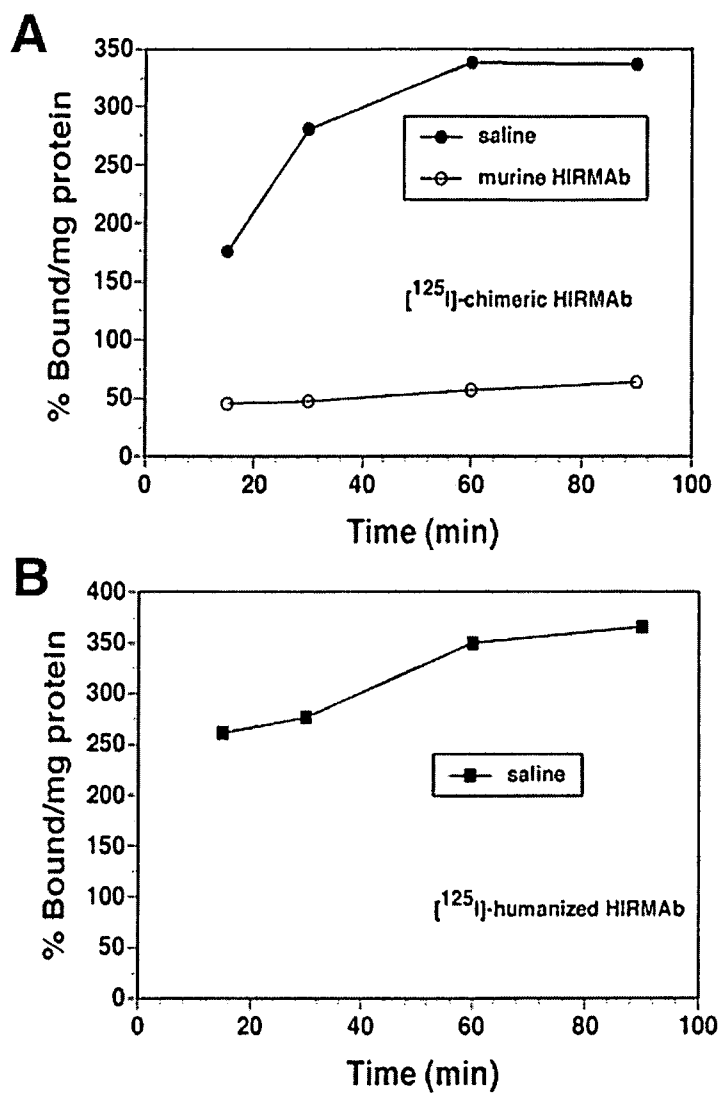 A
% Bound/mg protein
350
300
250
200
150
100
50
0
saline
murine HIRMAb
[125I]-chimeric HIRMAb
0 20 40 60 80 100
Time (min)
B
% Bound/mg protein
400
350
300
250
200
150
100
50
0
saline
[125I]-humanized HIRMAb
0 20 40 60 80 100
Time (min)